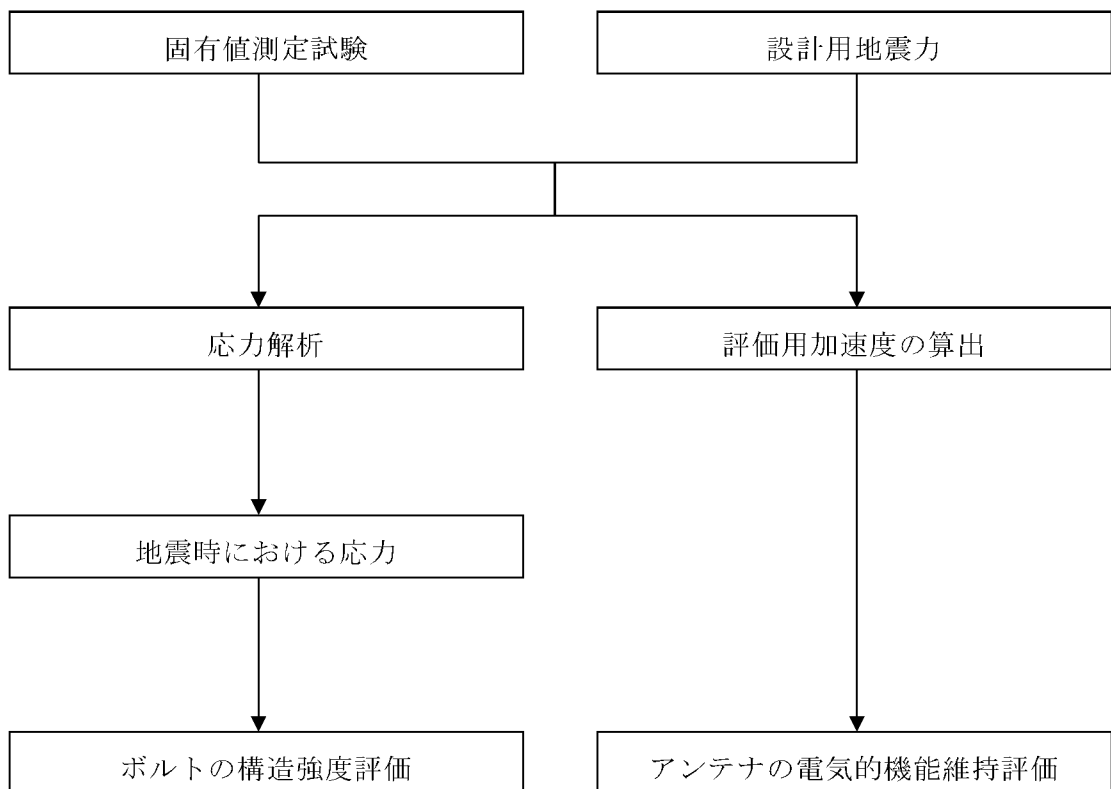 固有値測定試験
設計用地震力
応力解析
評価用加速度の算出
地震時における応力
ボルトの構造強度評価
アンテナの電気的機能維持評価